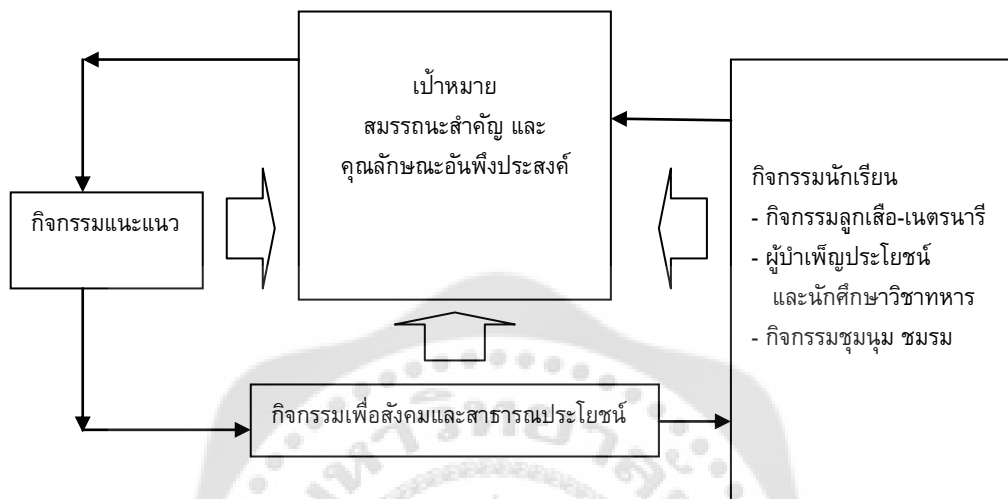 เป้าหมาย
สมรรถนะสำคัญ และ
คุณลักษณะอันพึงประสงค์
กิจกรรมแนะแนว
กิจกรรมนักเรียน
- กิจกรรมลูกเสือ-เนตรนารี
- ผู้บำเพ็ญประโยชน์
และนักศึกษาวิชาทหาร
- กิจกรรมชุมนุม ชมรม
กิจกรรมเพื่อสังคมและสาธารณประโยชน์